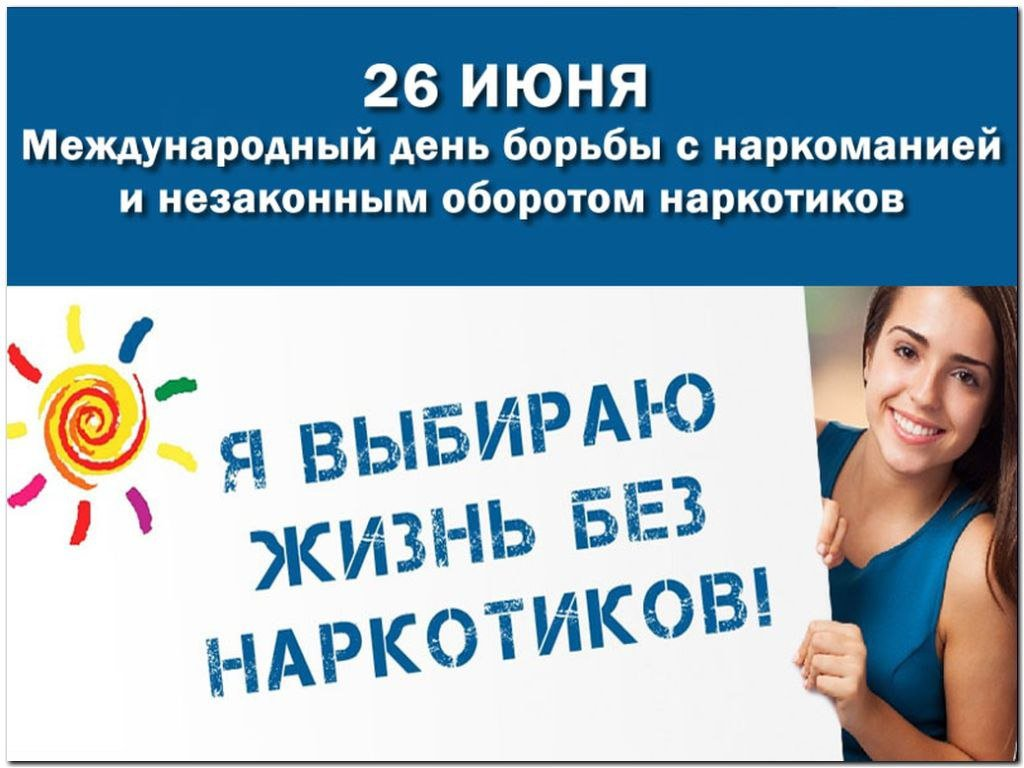 26 ИЮНЯ
Международный день борьбы с наркоманией
и незаконным оборотом наркотиков
Я ВЫБИРАЮ
ЖИЗНЬ БЕЗ
НАРКОТИКОВ!